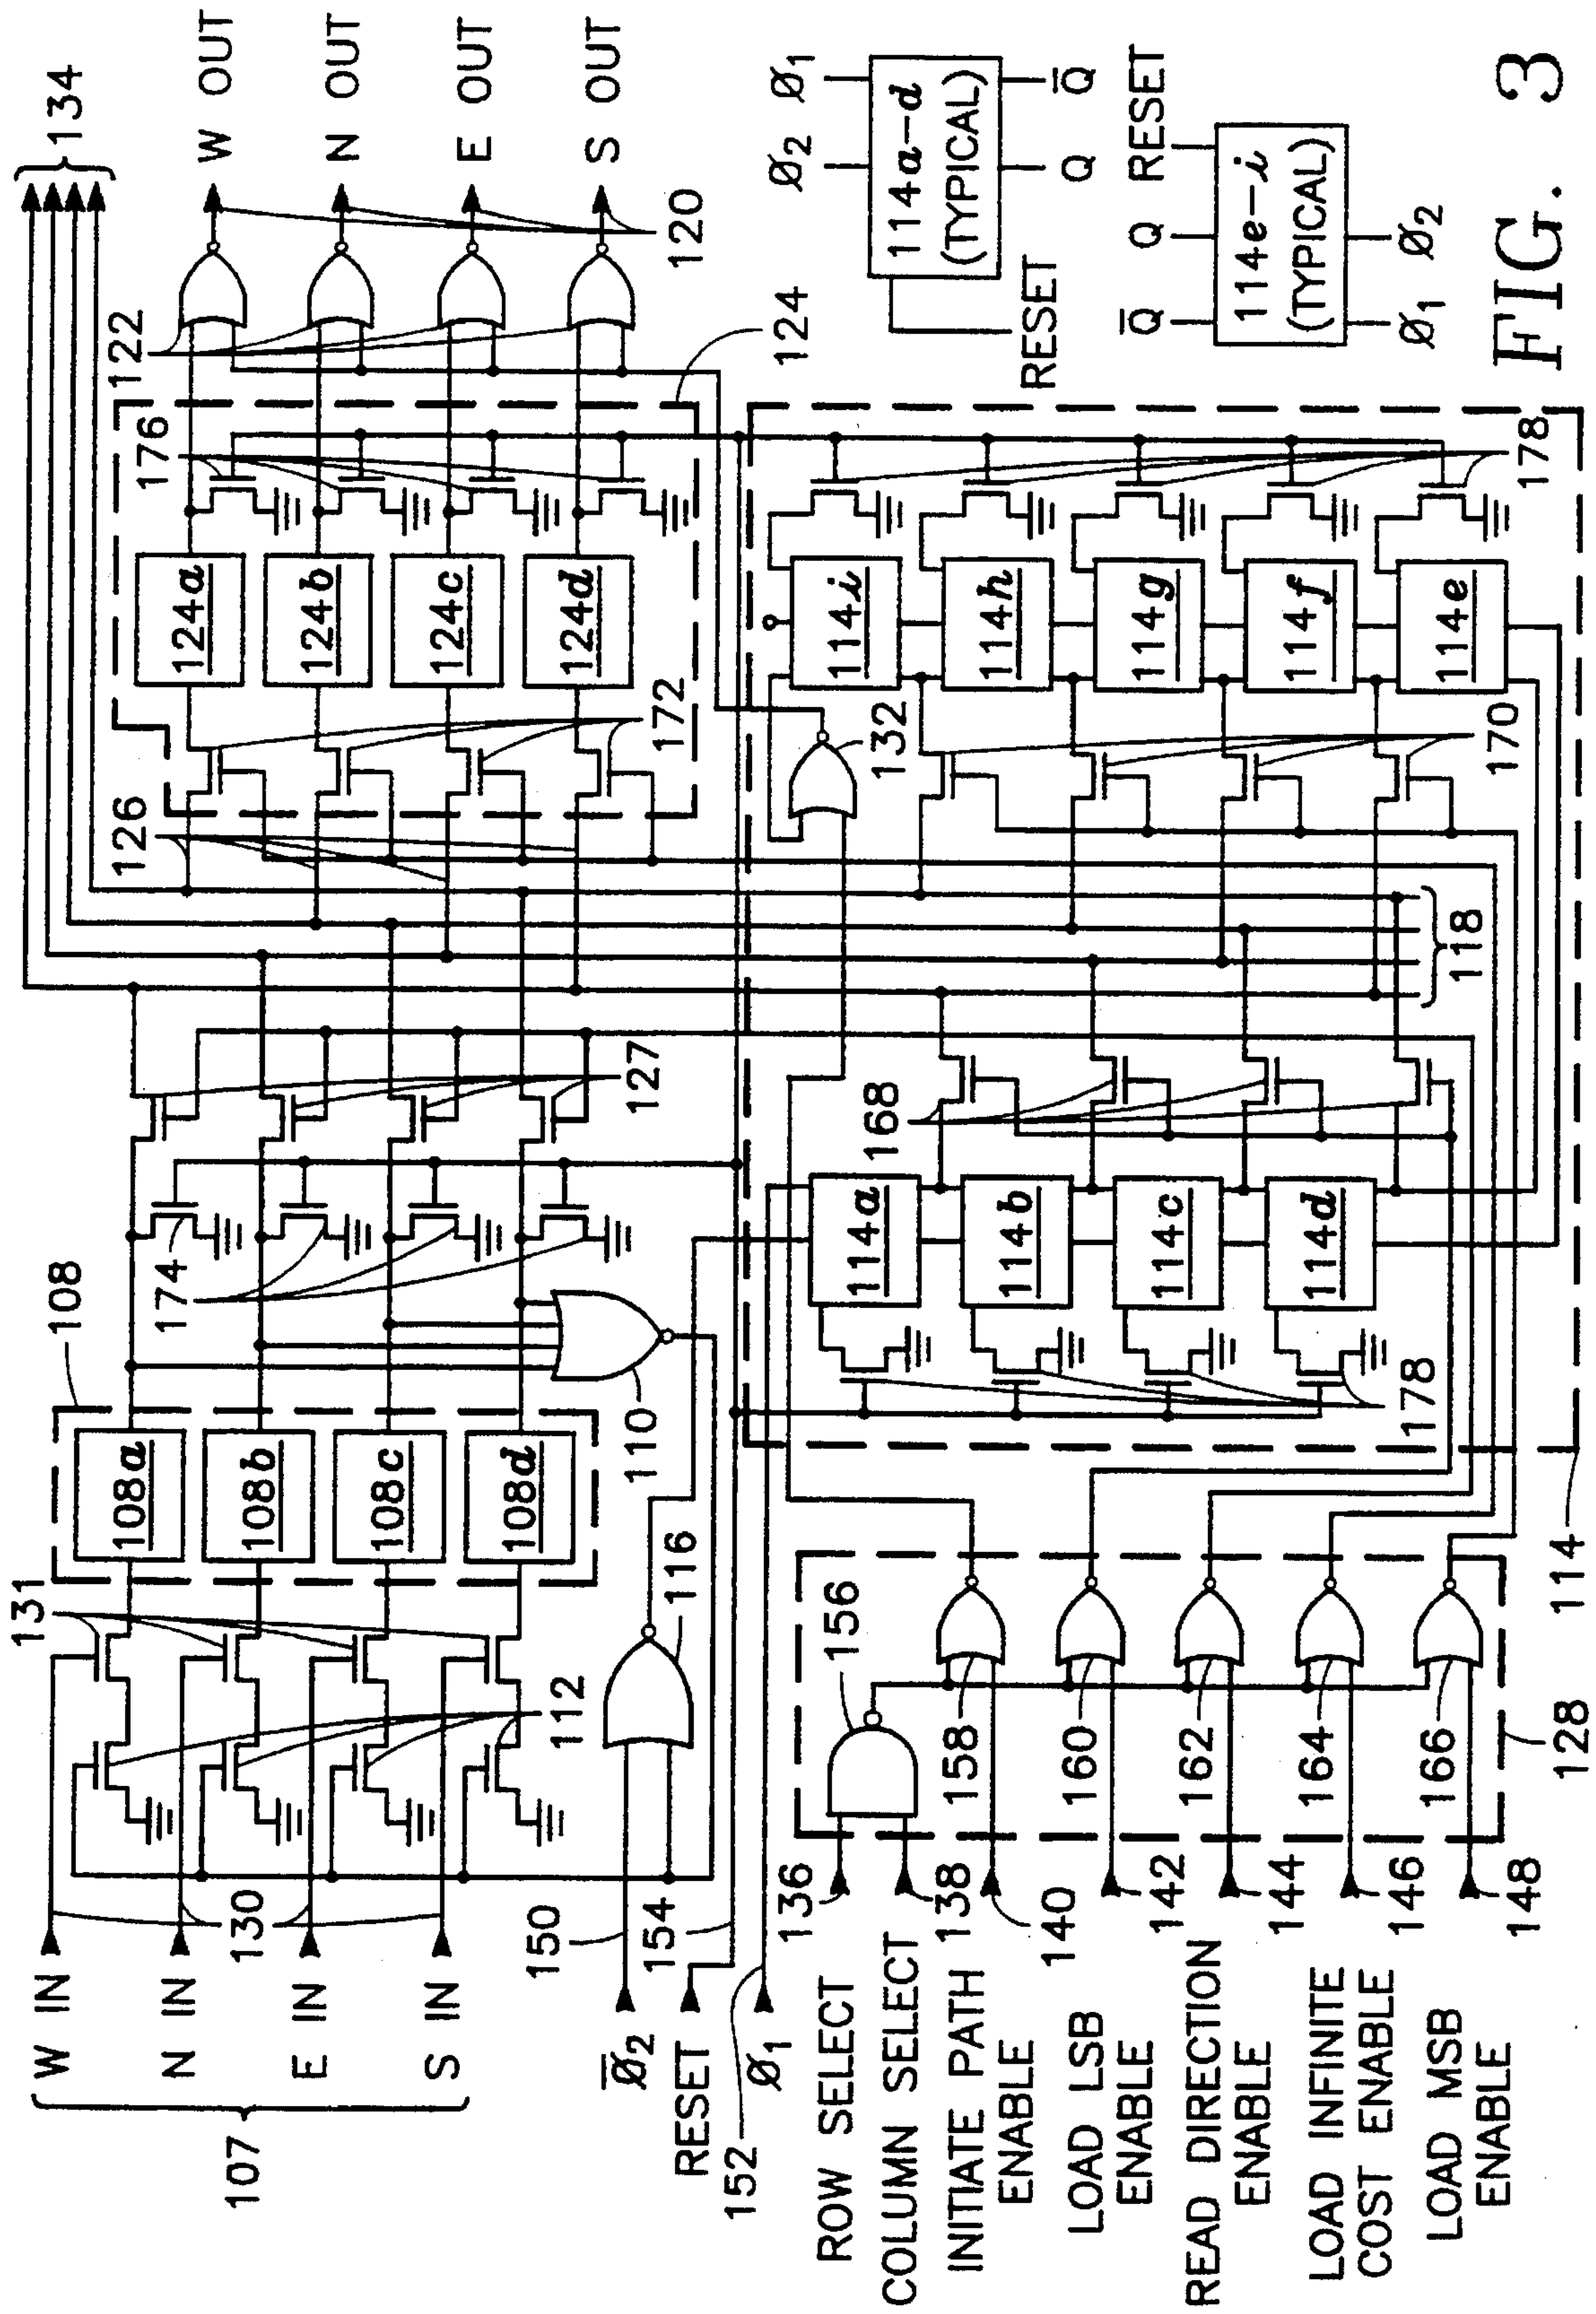 107
W IN
N IN
E IN
S IN
130
131
112
108
108a
108b
108c
108d
174
127
110
116
126
172
124a
124b
124c
124d
176
122
124
120
134
W OUT
N OUT
E OUT
S OUT
Ø̅2
150
RESET
154
Ø1
152
ROW SELECT
136
COLUMN SELECT
138
INITIATE PATH
ENABLE
140
LOAD LSB
ENABLE
142
READ DIRECTION
ENABLE
144
LOAD INFINITE
COST ENABLE
146
LOAD MSB
ENABLE
148
156
158
160
162
164
166
128
114
178
114a
114b
114c
114d
168
118
132
170
114i
114h
114g
114f
114e
178
Ø2
Ø1
RESET
114a-d
(TYPICAL)
Q
Q̅
Q̅
Q
RESET
114e-i
(TYPICAL)
Ø1
Ø2
FIG. 3